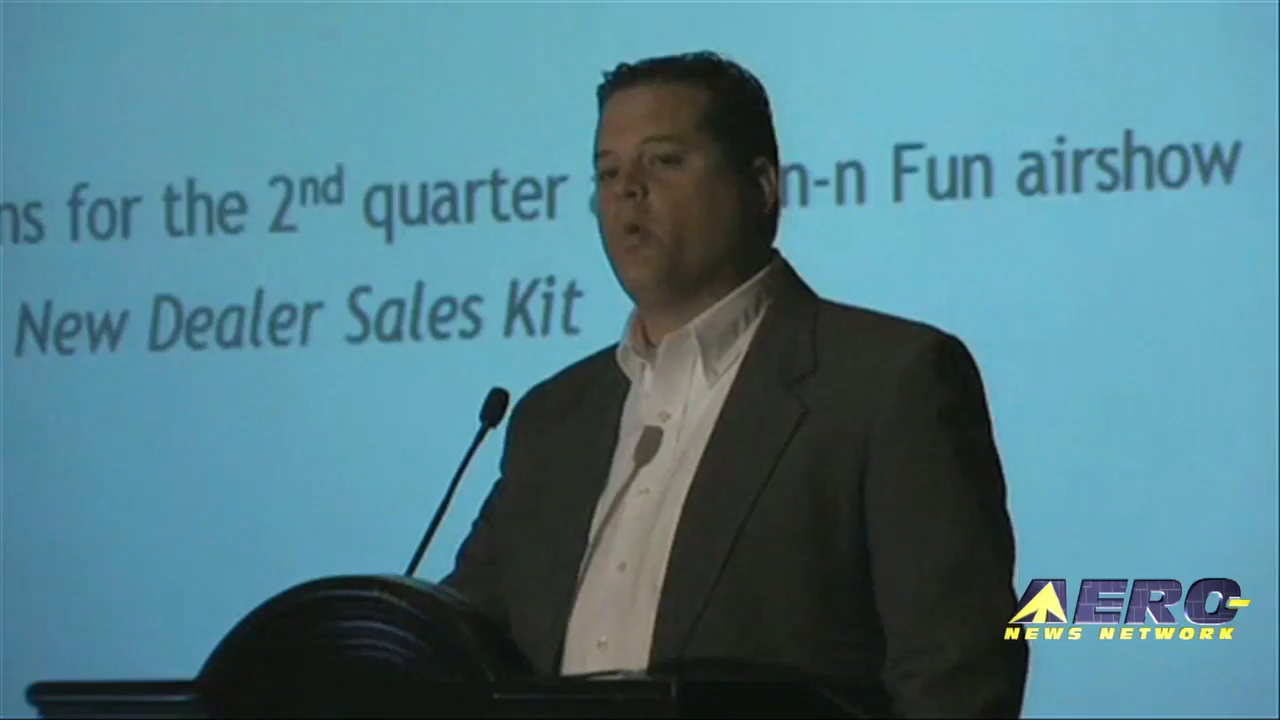 ns for the 2nd quarter n-n Fun airshow
New Dealer Sales Kit
AERO
NEWS NETWORK